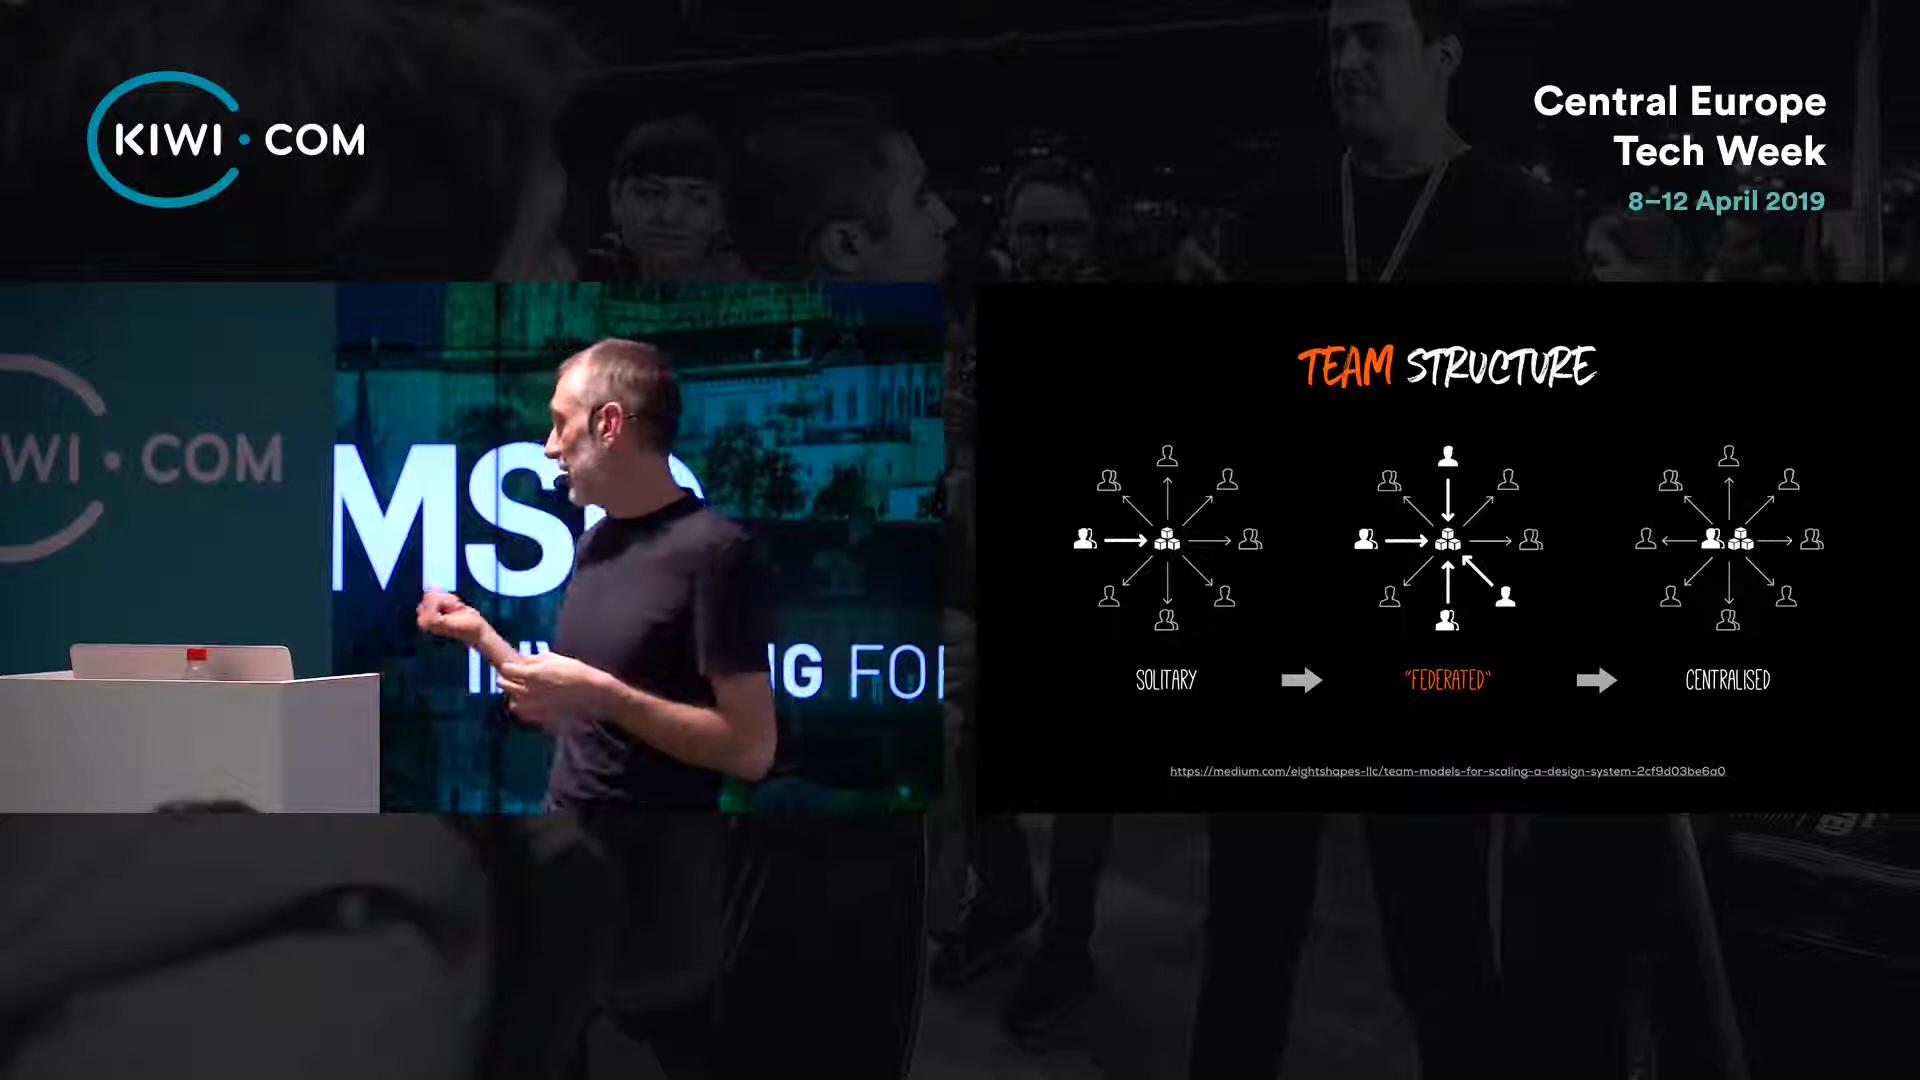 KIWI.COM
Central Europe
Tech Week
8–12 April 2019
WI.COM
MS
G FO
TEAM STRUCTURE
SOLITARY
"FEDERATED"
CENTRALISED
https://medium.com/eightshapes-llc/team-models-for-scaling-a-design-system-2cf9d03be6a0